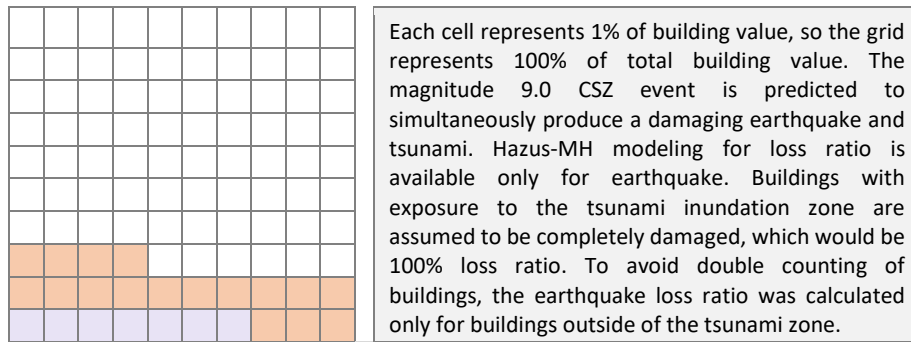 Each cell represents 1% of building value, so the grid
represents 100% of total building value. The
magnitude 9.0 CSZ event is predicted to
simultaneously produce a damaging earthquake and
tsunami. Hazus-MH modeling for loss ratio is
available only for earthquake. Buildings with
exposure to the tsunami inundation zone are
assumed to be completely damaged, which would be
100% loss ratio. To avoid double counting of
buildings, the earthquake loss ratio was calculated
only for buildings outside of the tsunami zone.